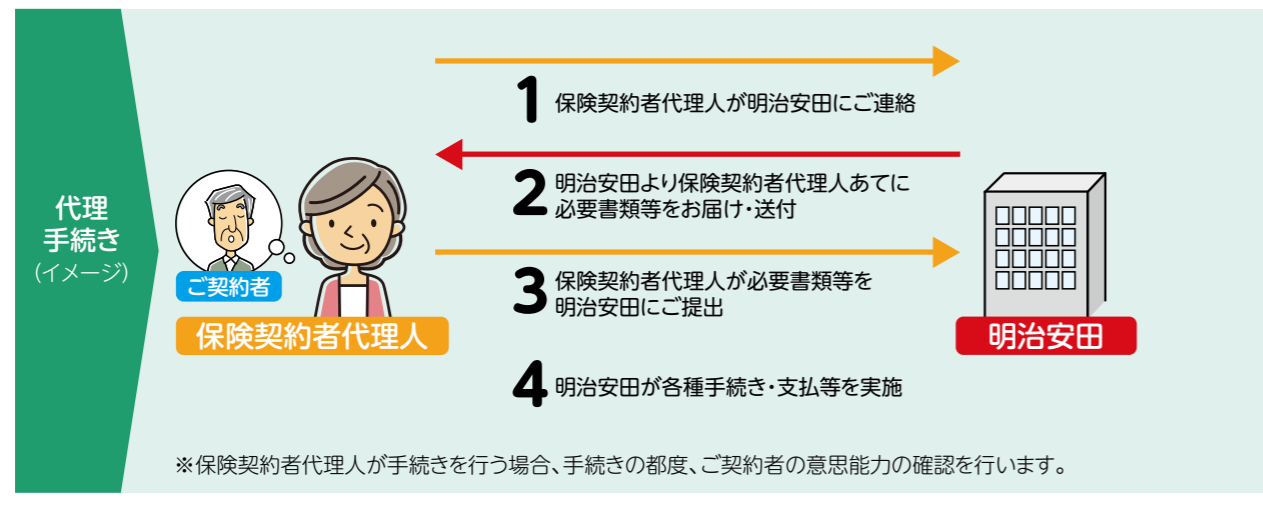 代理
手続き
(イメージ)
1 保険契約者代理人が明治安田にご連絡
2 明治安田より保険契約者代理人あてに
必要書類等をお届け・送付
ご契約者
3 保険契約者代理人が必要書類等を
明治安田にご提出
保険契約者代理人
明治安田
4 明治安田が各種手続き・支払等を実施
※保険契約者代理人が手続きを行う場合、手続きの都度、ご契約者の意思能力の確認を行います。